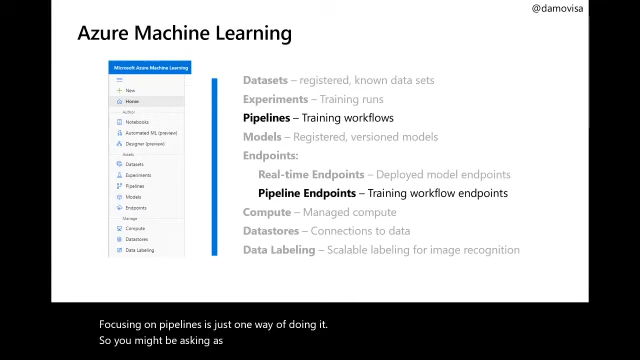 @damovisa
Azure Machine Learning
Microsoft Azure Machine Learning
New
Home
Author
Notebooks
Automated ML (preview)
Designer (preview)
Assets
Datasets
Experiments
Pipelines
Models
Endpoints
Manage
Compute
Datastores
Data Labeling
Datasets – registered, known data sets
Experiments – Training runs
Pipelines – Training workflows
Models – Registered, versioned models
Endpoints:
Real-time Endpoints – Deployed model endpoints
Pipeline Endpoints – Training workflow endpoints
Compute – Managed compute
Datastores – Connections to data
Data Labeling – Scalable labeling for image recognition
Focusing on pipelines is just one way of doing it.
So you might be asking as